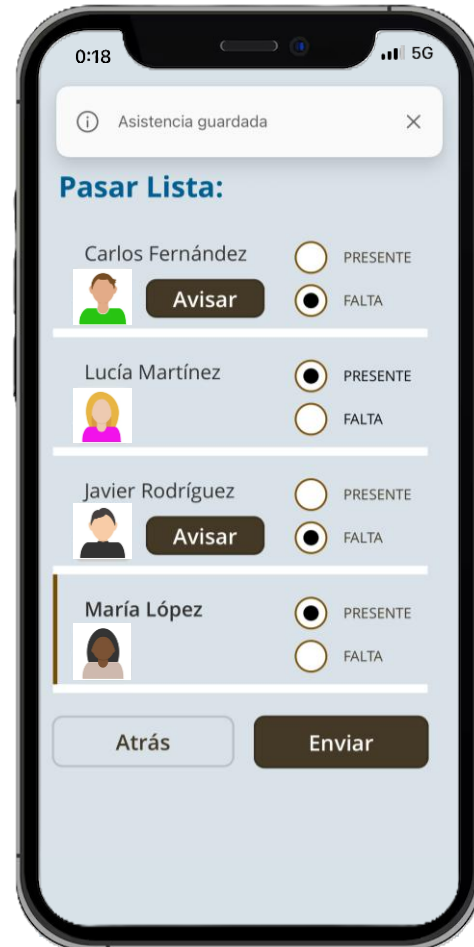 0:18
5G
Asistencia guardada
Pasar Lista:
Carlos Fernández
PRESENTE
Avisar
FALTA
Lucía Martínez
PRESENTE
FALTA
Javier Rodríguez
PRESENTE
Avisar
FALTA
María López
PRESENTE
FALTA
Atrás
Enviar